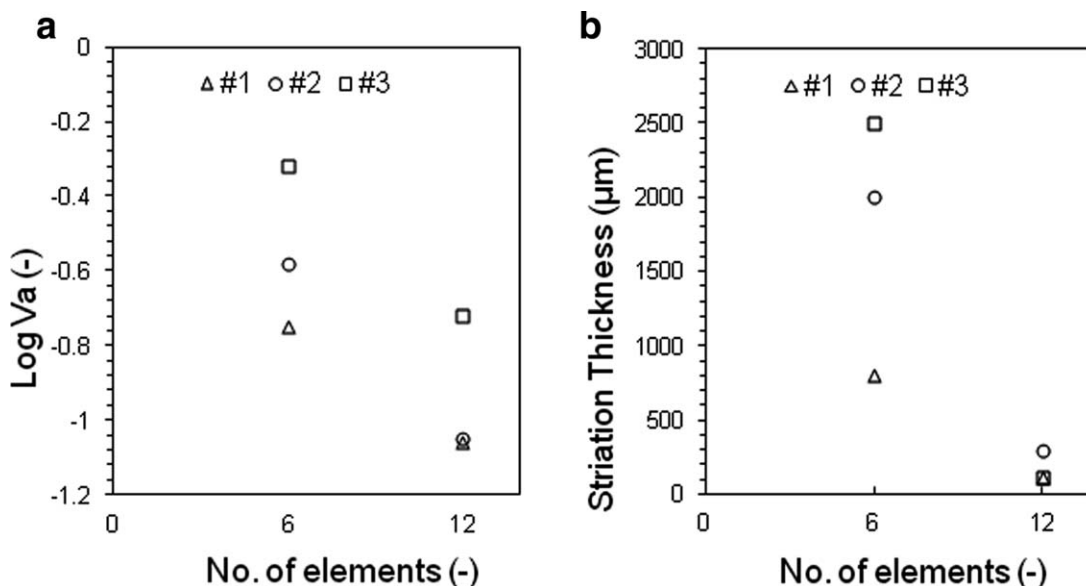 a
0
-0.2
-0.4
-0.6
-0.8
-1
-1.2
Log Va (-)
#1 #2 #3
0 6 12
No. of elements (-)
b
3000
2500
2000
1500
1000
500
0
Striation Thickness (µm)
#1 #2 #3
0 6 12
No. of elements (-)